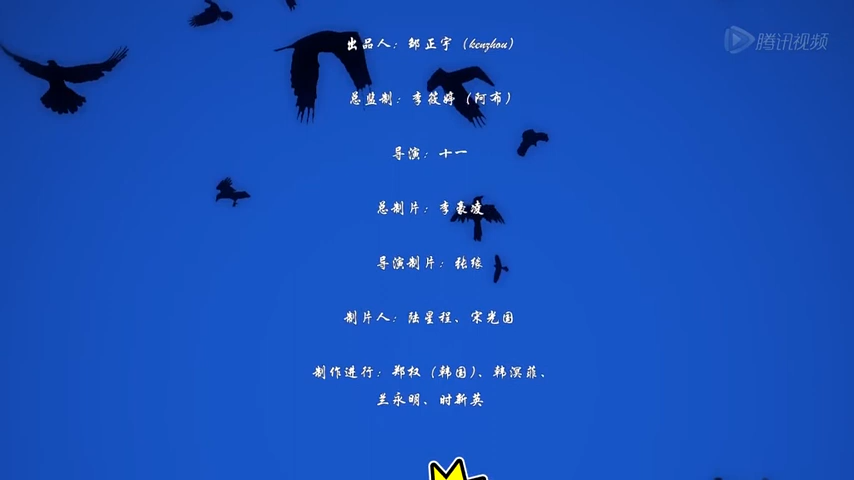 腾讯视频
出品人：邹正宇（kenzhou）
总监制：李筱婷（阿布）
导演：十一
总制片：李豪凌
导演制片：张缘
制片人：陆星程、宋光国
制作进行：郑权（韩国）、韩溟菲、
兰永明、时新英